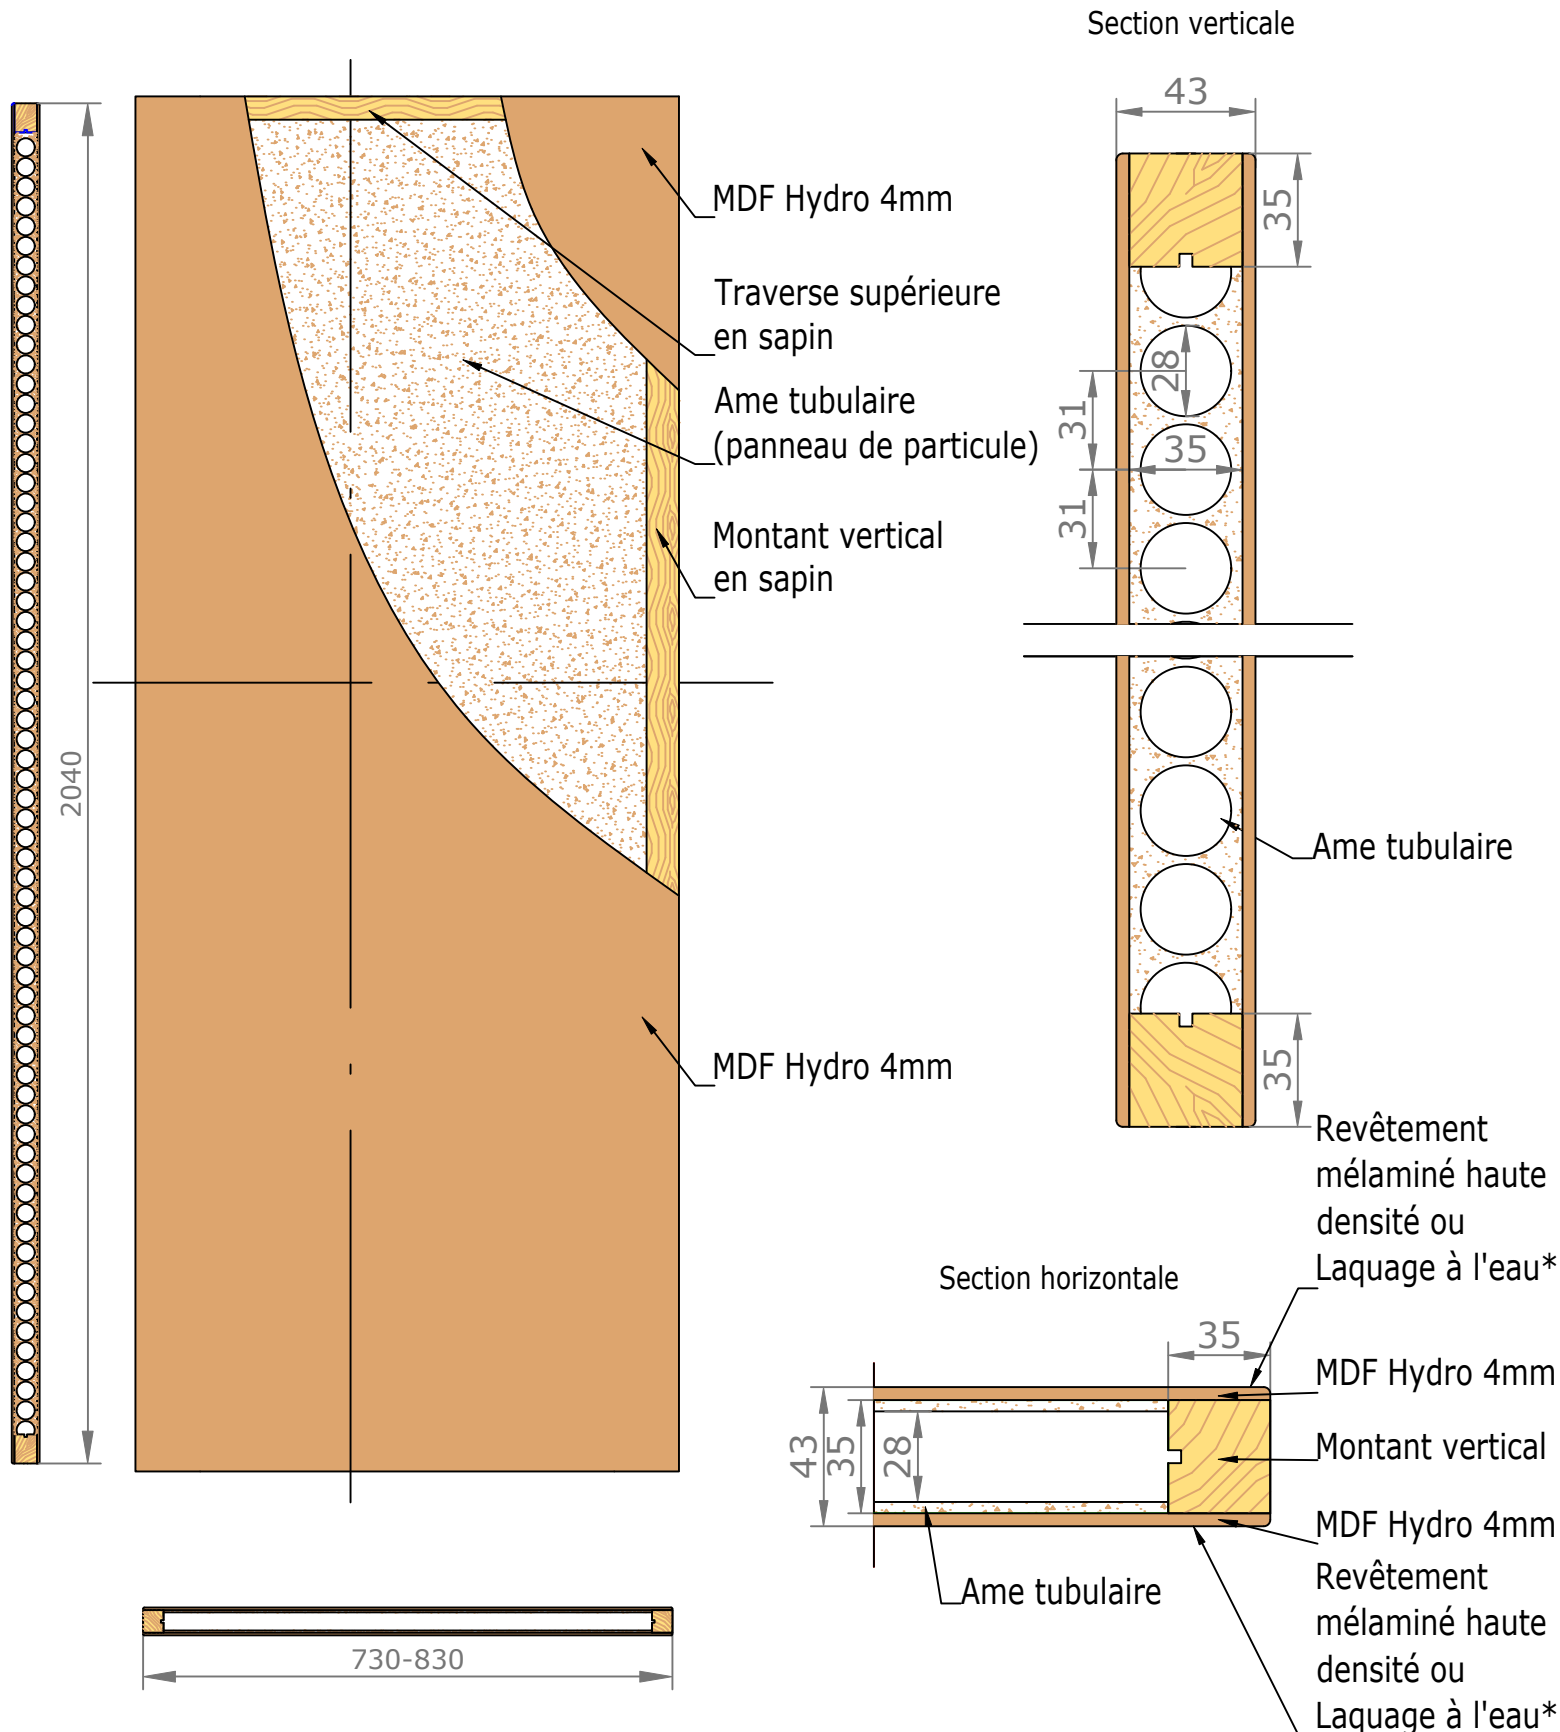 Section verticale
43
35
MDF Hydro 4mm
Traverse supérieure
en sapin
28
Ame tubulaire
(panneau de particule)
31
35
31
Montant vertical
en sapin
2040
Ame tubulaire
MDF Hydro 4mm
35
Revêtement
mélaminé haute
densité ou
Laquage à l'eau*
Section horizontale
35
MDF Hydro 4mm
43
35
28
Montant vertical
MDF Hydro 4mm
Ame tubulaire
Revêtement
mélaminé haute
densité ou
Laquage à l'eau*
730-830